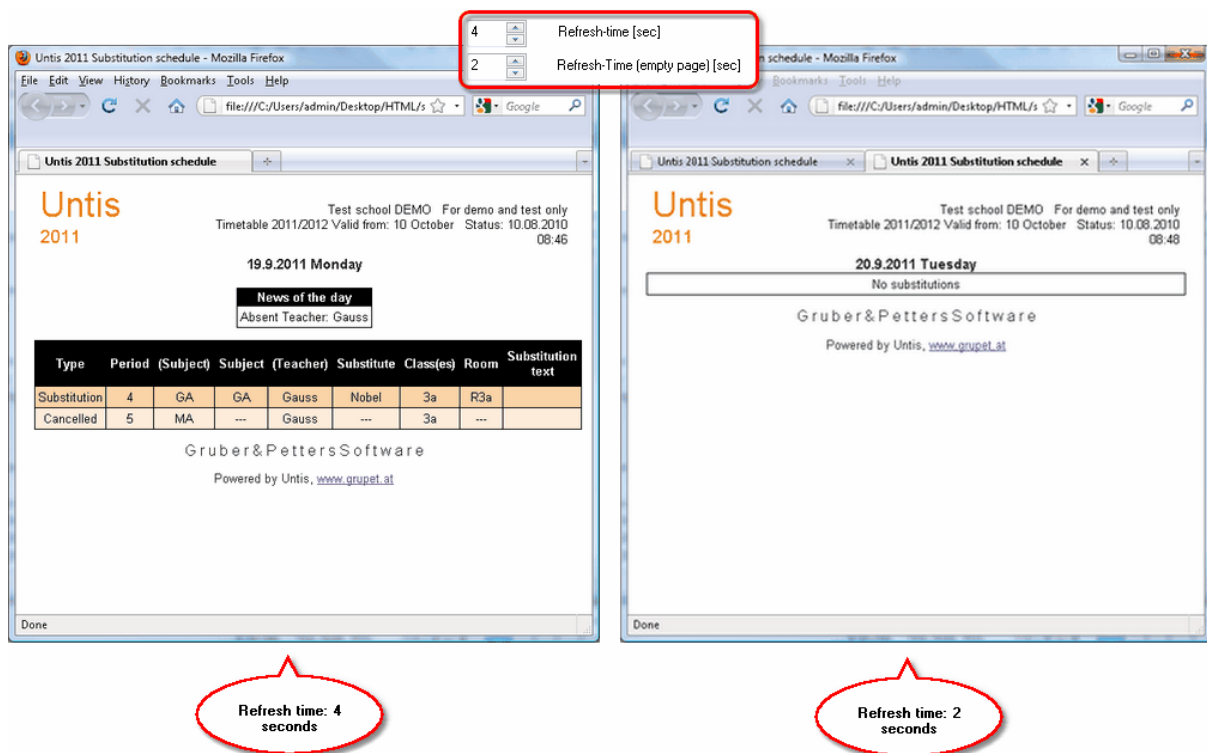 4 Refresh-time [sec]
2 Refresh-Time (empty page) [sec]
Untis 2011 Substitution schedule - Mozilla Firefox
File Edit View History Bookmarks Tools Help
file:///C:/Users/admin/Desktop/HTML/s Google
Untis 2011 Substitution schedule
Untis
2011
Test school DEMO For demo and test only
Timetable 2011/2012 Valid from: 10 October Status: 10.08.2010
08:46
19.9.2011 Monday
News of the day
Absent Teacher: Gauss
Type Period (Subject) Subject (Teacher) Substitute Class(es) Room Substitution text
Substitution 4 GA GA Gauss Nobel 3a R3a
Cancelled 5 MA --- Gauss --- 3a ---
Gruber&PettersSoftware
Powered by Untis, www.grupet.at
Done
Refresh time: 4
seconds
schedule - Mozilla Firefox
Bookmarks Tools Help
file:///C:/Users/admin/Desktop/HTML/s Google
Untis 2011 Substitution schedule Untis 2011 Substitution schedule
Untis
2011
Test school DEMO For demo and test only
Timetable 2011/2012 Valid from: 10 October Status: 10.08.2010
08:48
20.9.2011 Tuesday
No substitutions
Gruber&PettersSoftware
Powered by Untis, www.grupet.at
Done
Refresh time: 2
seconds